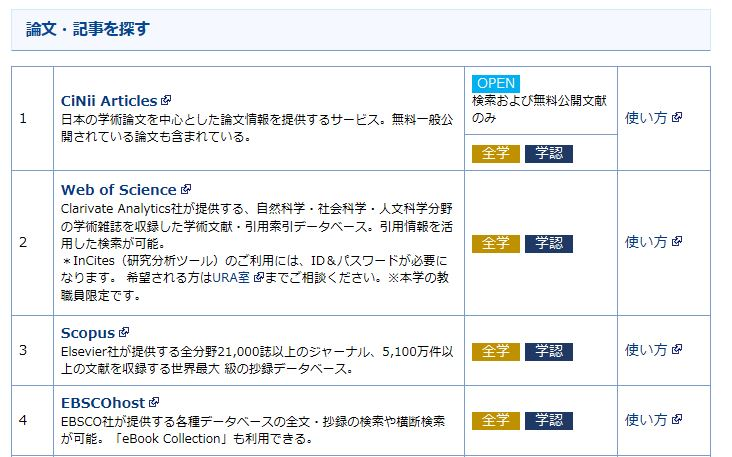 論文・記事を探す
1
CiNii Articles
日本の学術論文を中心とした論文情報を提供するサービス。無料一般公
開されている論文も含まれている。
OPEN
検索および無料公開文献
のみ
全学 学認
使い方
2
Web of Science
Clarivate Analytics社が提供する、自然科学・社会科学・人文科学分野
の学術雑誌を収録した学術文献・引用索引データベース。引用情報を活
用した検索が可能。
＊InCites（研究分析ツール）のご利用には、ID＆パスワードが必要に
なります。 希望される方はURA室までご相談ください。※本学の教
職員限定です。
全学 学認
使い方
3
Scopus
Elsevier社が提供する全分野21,000誌以上のジャーナル、5,100万件以
上の文献を収録する世界最大 級の抄録データベース。
全学 学認
使い方
4
EBSCOhost
EBSCO社が提供する各種データベースの全文・抄録の検索や横断検索
が可能。「eBook Collection」も利用できる。
全学 学認
使い方